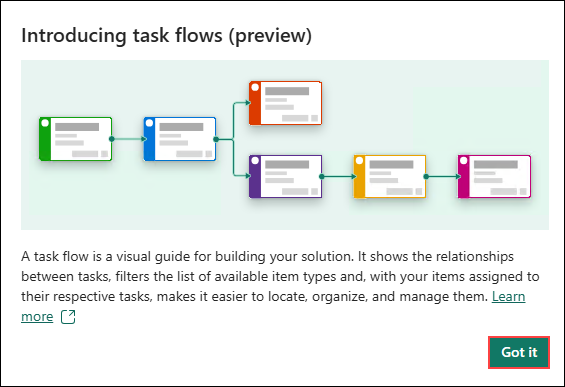 Introducing task flows (preview)
A task flow is a visual guide for building your solution. It shows the relationships
between tasks, filters the list of available item types and, with your items assigned to
their respective tasks, makes it easier to locate, organize, and manage them. Learn
more
Got it